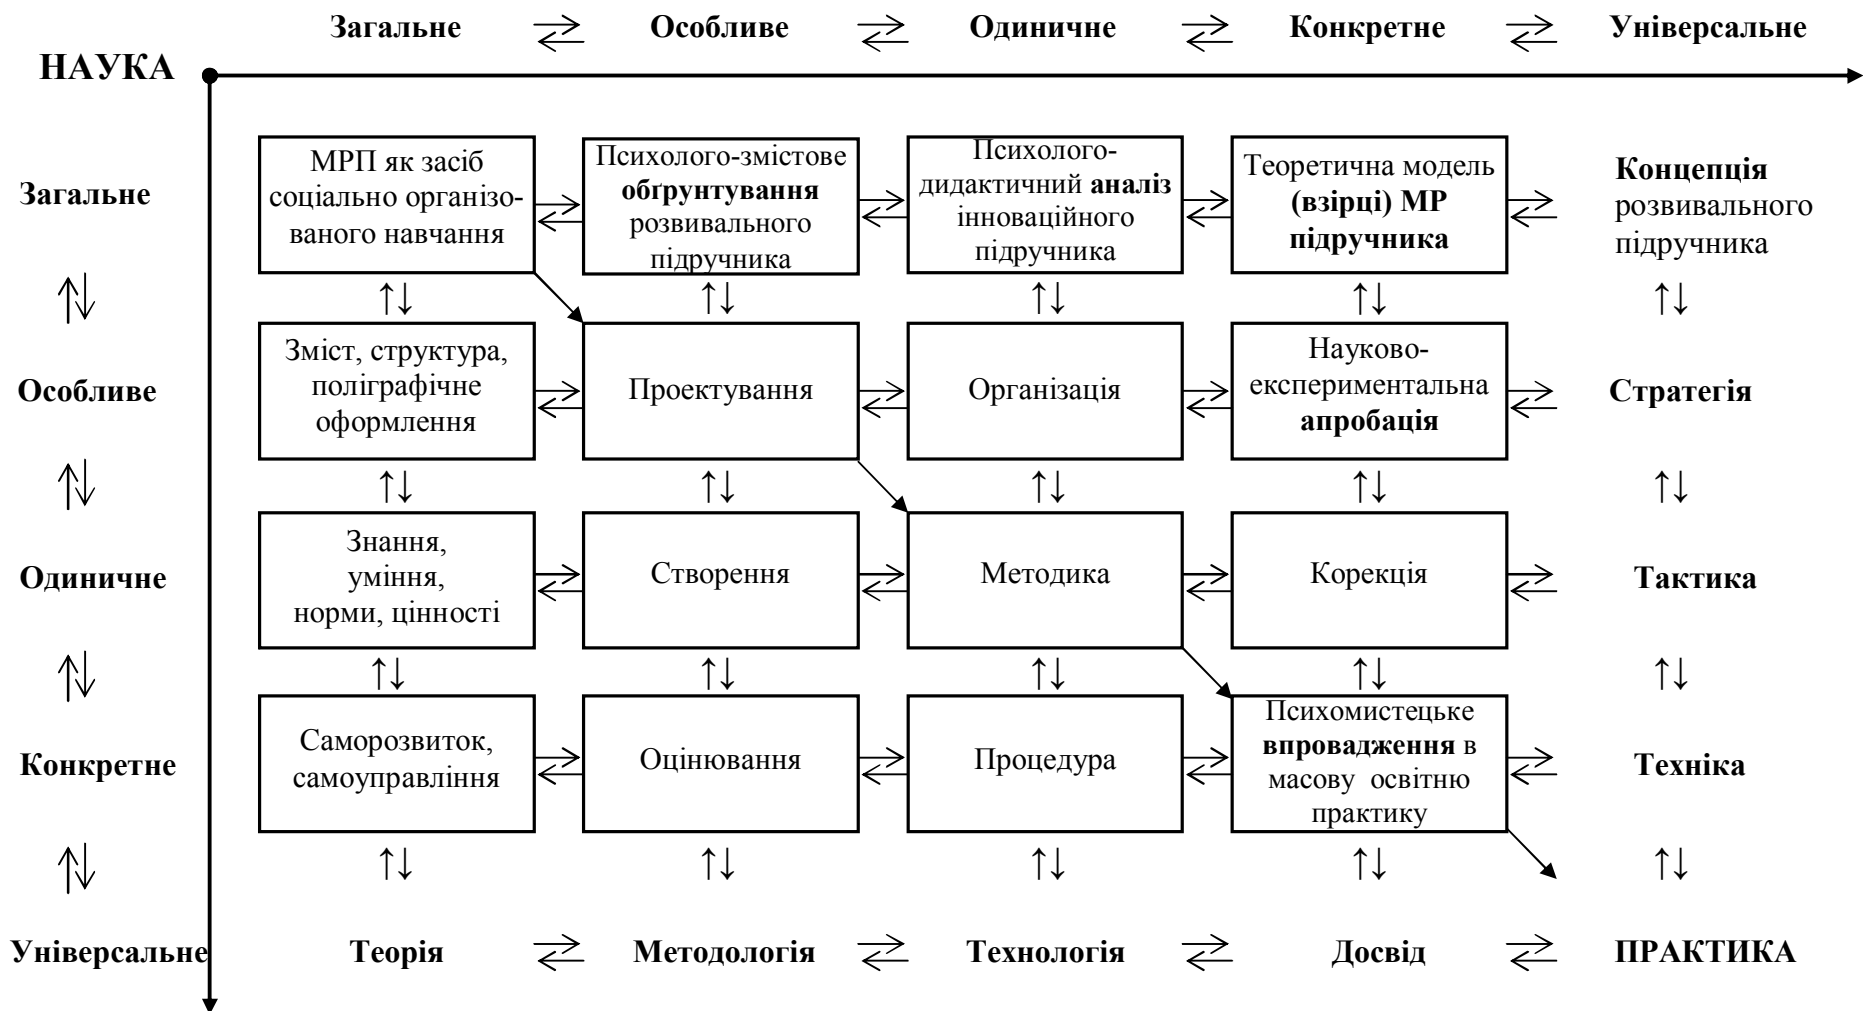 Загальне Особливе Одиничне Конкретне Універсальне
НАУКА
Загальне
МРП як засіб
соціально організо-
ваного навчання
Психолого-змістове
обґрунтування
розвивального
підручника
Психолого-
дидактичний аналіз
інноваційного
підручника
Теоретична модель
(взірці) МР
підручника
Концепція
розвивального
підручника
Особливе
Зміст, структура,
поліграфічне
оформлення
Проектування
Організація
Науково-
експериментальна
апробація
Стратегія
Одиничне
Знання,
уміння,
норми, цінності
Створення
Методика
Корекція
Тактика
Конкретне
Саморозвиток,
самоуправління
Оцінювання
Процедура
Психомистецьке
впровадження в
масову освітню
практику
Техніка
Універсальне Теорія Методологія Технологія Досвід ПРАКТИКА